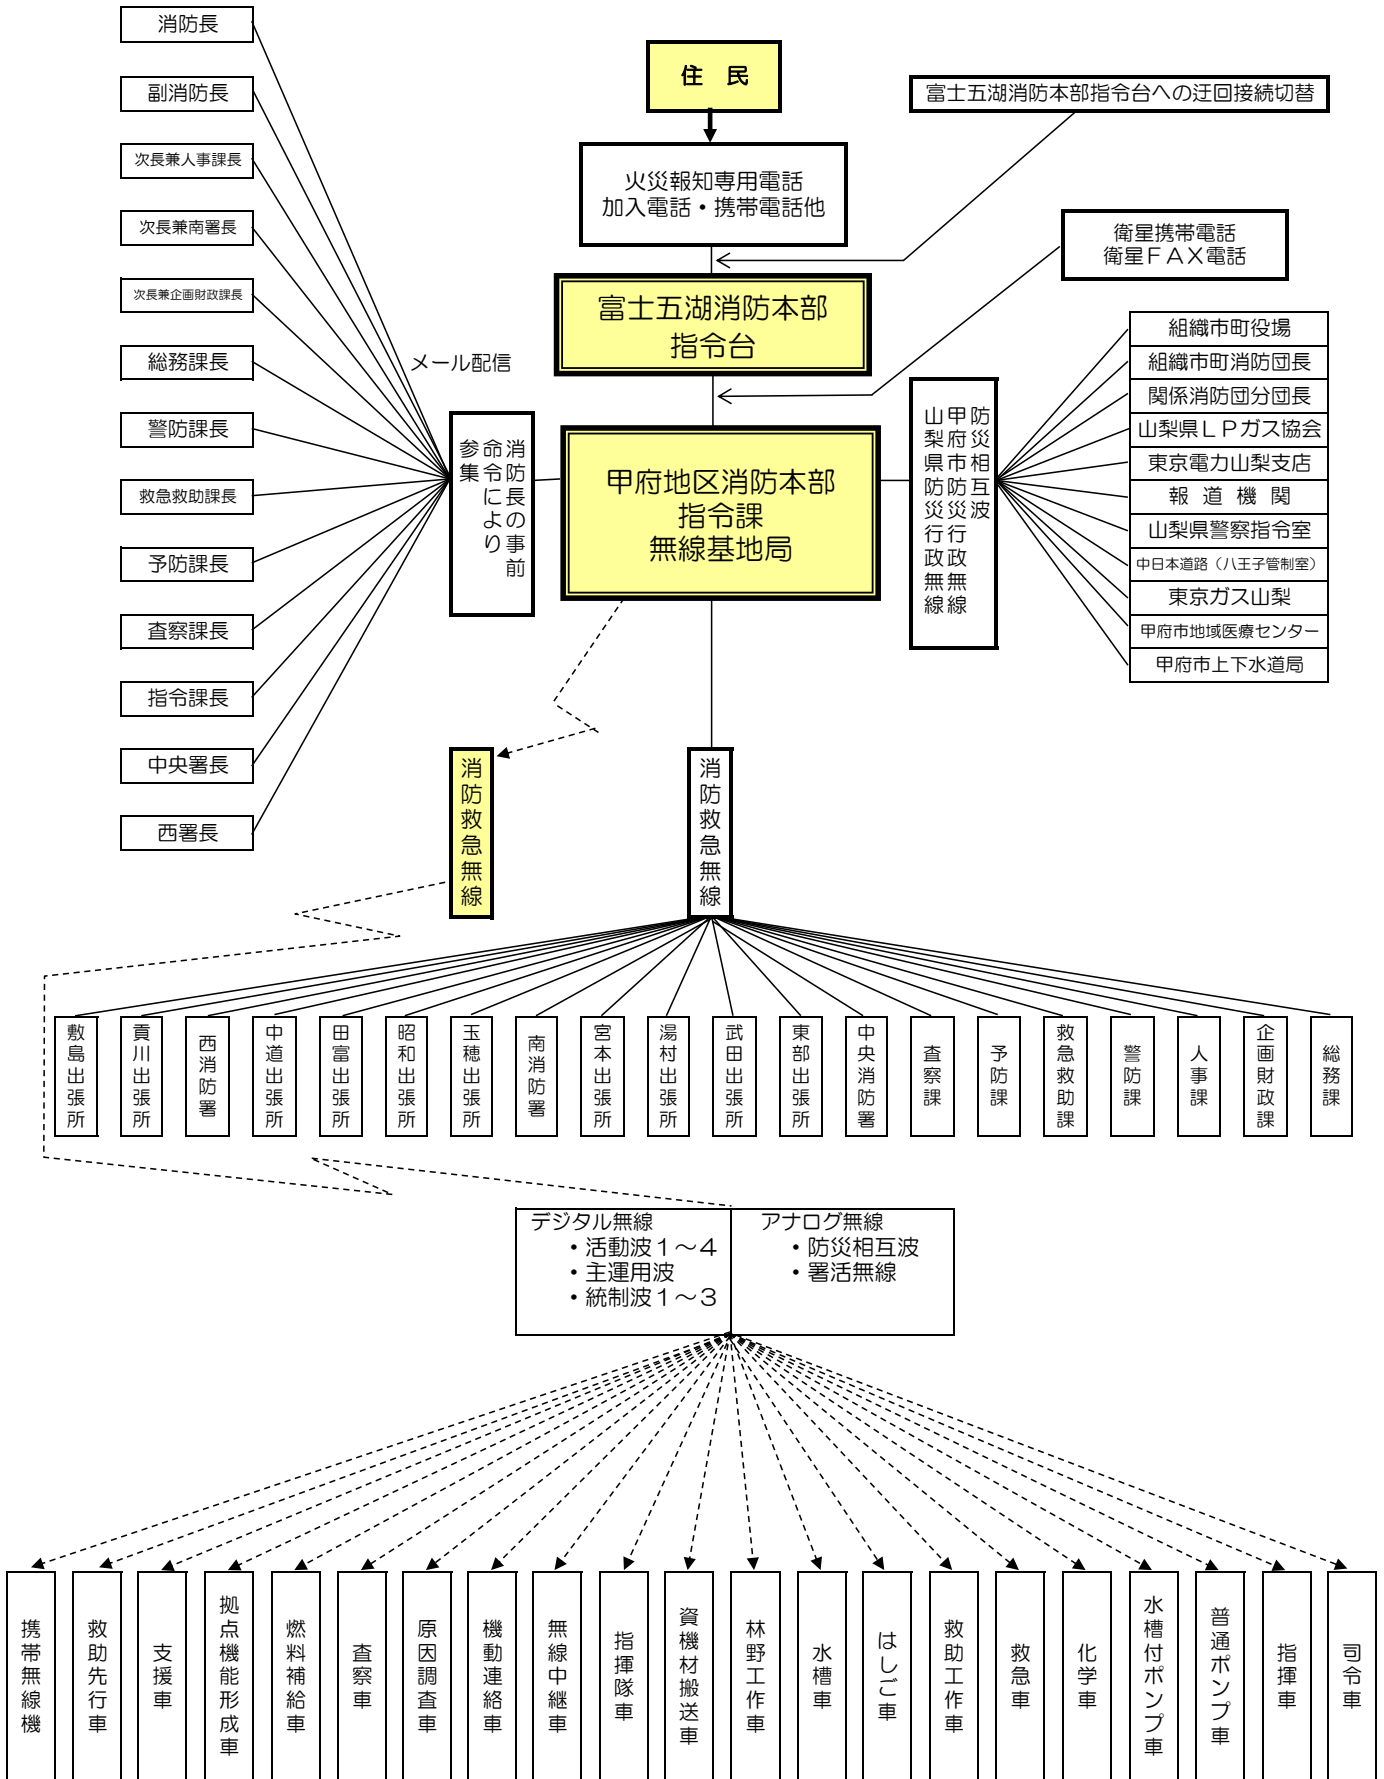 消防長
副消防長
次長兼人事課長
次長兼南署長
次長兼企画財政課長
総務課長
警防課長
救急救助課長
予防課長
査察課長
指令課長
中央署長
西署長
メール配信
消防長の事前
命令により
参集
住　民
火災報知専用電話
加入電話・携帯電話他
富士五湖消防本部
指令台
甲府地区消防本部
指令課
無線基地局
富士五湖消防本部指令台への迂回接続切替
衛星携帯電話
衛星ＦＡＸ電話
防災相互波
甲府市防災行政無線
山梨県防災行政無線
組織市町役場
組織市町消防団長
関係消防団分団長
山梨県ＬＰガス協会
東京電力山梨支店
報　道　機　関
山梨県警察指令室
中日本道路（八王子管制室）
東京ガス山梨
甲府市地域医療センター
甲府市上下水道局
消防救急無線
消防救急無線
敷島出張所
貢川出張所
西消防署
中道出張所
田富出張所
昭和出張所
玉穂出張所
南消防署
宮本出張所
湯村出張所
武田出張所
東部出張所
中央消防署
査察課
予防課
救急救助課
警防課
人事課
企画財政課
総務課
デジタル無線
・活動波１～４
・主運用波
・統制波１～３
アナログ無線
・防災相互波
・署活無線
携帯無線機
救助先行車
支援車
拠点機能形成車
燃料補給車
査察車
原因調査車
機動連絡車
無線中継車
指揮隊車
資機材搬送車
林野工作車
水槽車
はしご車
救助工作車
救急車
化学車
水槽付ポンプ車
普通ポンプ車
指揮車
司令車